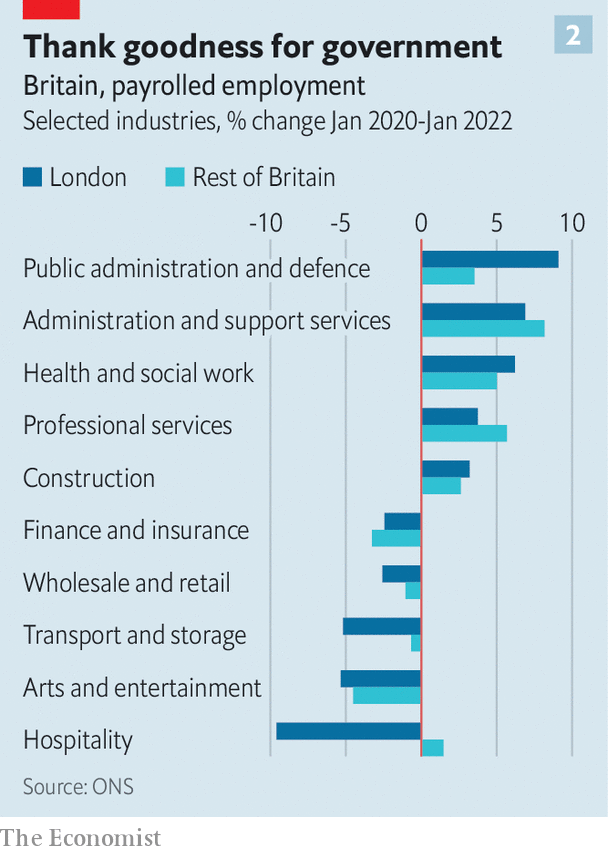 Thank goodness for government
2
Britain, payrolled employment
Selected industries, % change Jan 2020-Jan 2022
London
Rest of Britain
-10 -5 0 5 10
Public administration and defence
Administration and support services
Health and social work
Professional services
Construction
Finance and insurance
Wholesale and retail
Transport and storage
Arts and entertainment
Hospitality
Source: ONS
The Economist